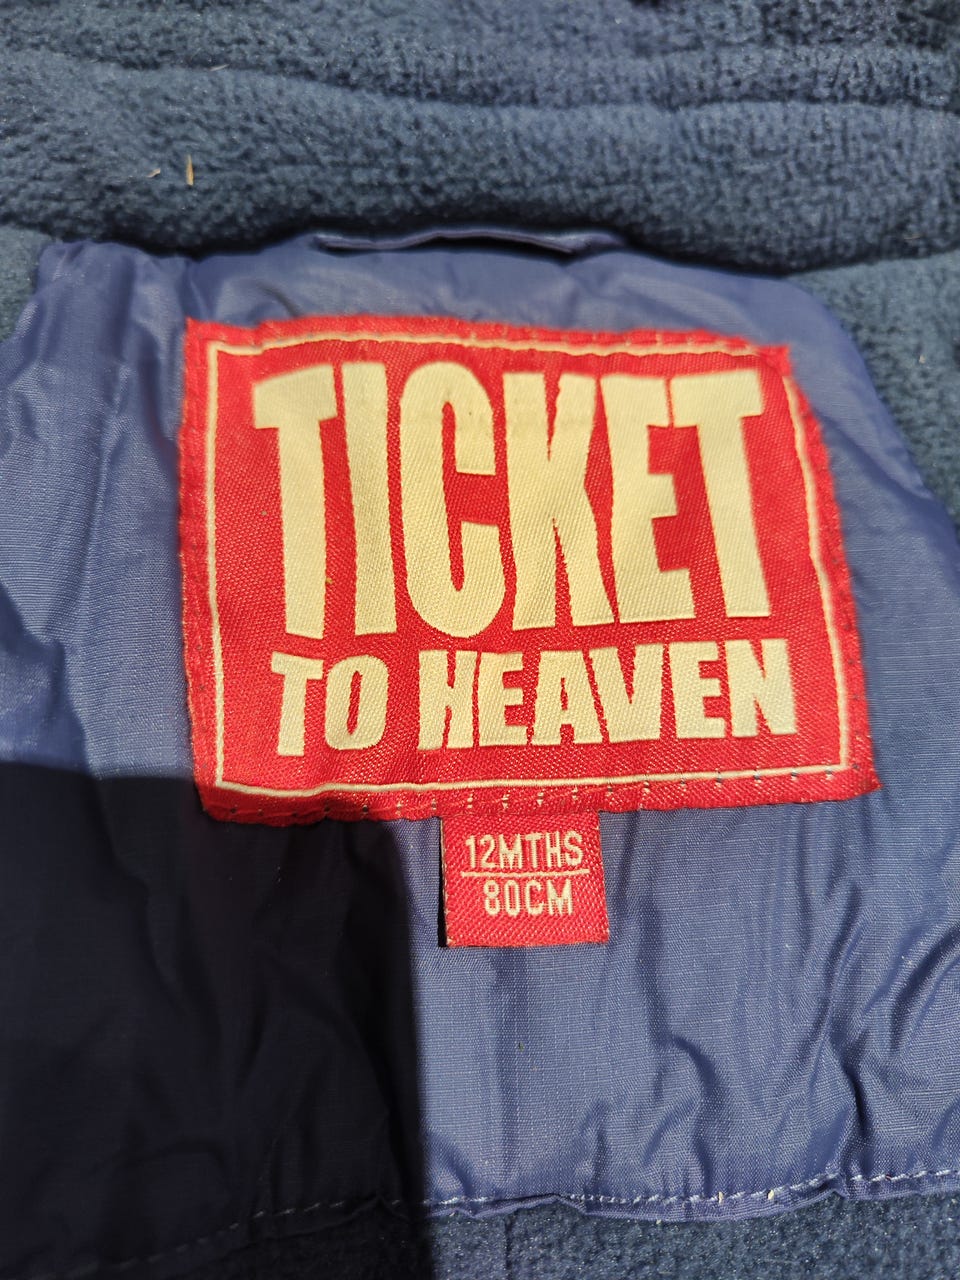 TICKET
TO HEAVEN
12MTHS
80CM